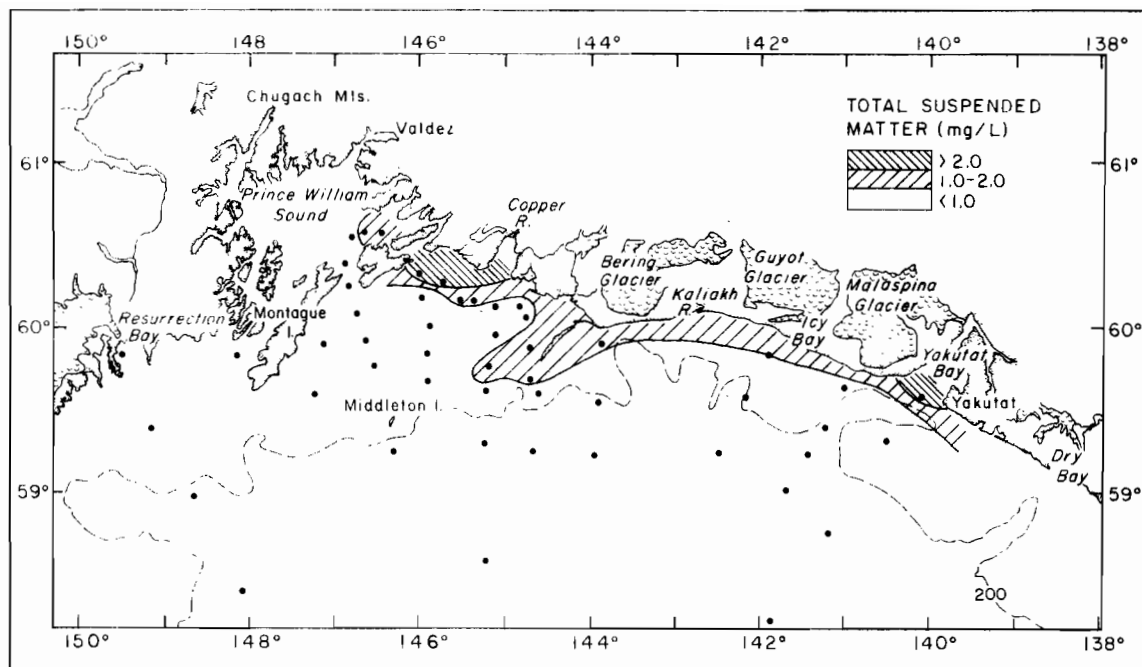 150° 148° 146° 144° 142° 140° 138°
Chugach Mts.
Valdez
TOTAL SUSPENDED
MATTER (mg/L)
>2.0
1.0-2.0
<1.0
61° 61°
Prince William
Sound
Copper
R.
Bering
Glacier
Guyot
Glacier
Malaspina
Glacier
Kaliakh
R.
Icy
Bay
60° 60°
Resurrection
Bay
Montague
I.
Yakutat
Bay
Yakutat
Middleton I.
Dry
Bay
59° 59°
200
150° 148° 146° 144° 142° 140° 138°